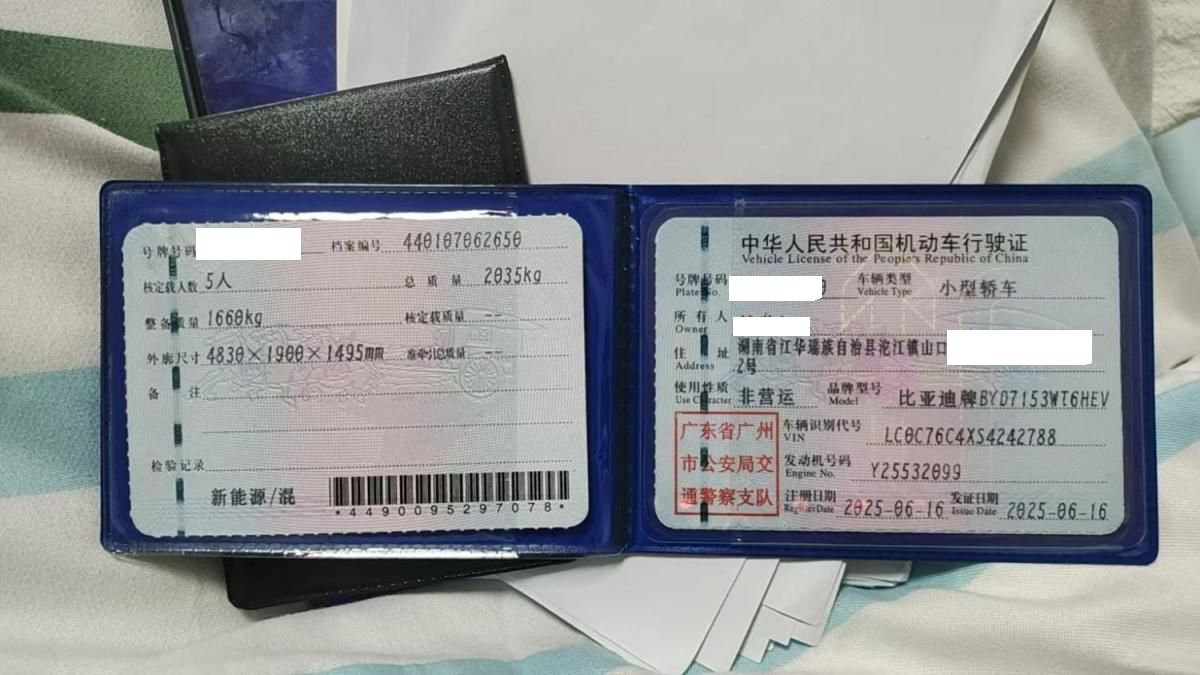 号牌号码
档案编号 440107062650
核定载人数 5人
总质量 2035kg
整备质量 1660kg
核定载质量 --
外廓尺寸 4830×1900×1495mm
准牵引总质量 --
备注
检验记录
新能源/混
*4490095297078*
中华人民共和国机动车行驶证
Vehicle License of the People's Republic of China
号牌号码
Plate No.
车辆类型 小型轿车
Vehicle Type
所有人
Owner
住址 湖南省江华瑶族自治县沱江镇山口
Address 2号
使用性质 非营运
Use Character
品牌型号 比亚迪牌BYD7153WT6HEV
Model
广东省广州
市公安局交
通警察支队
车辆识别代号 LC0C76C4XS4242788
VIN
发动机号码 Y25532099
Engine No.
注册日期 2025-06-16
Register Date
发证日期 2025-06-16
Issue Date